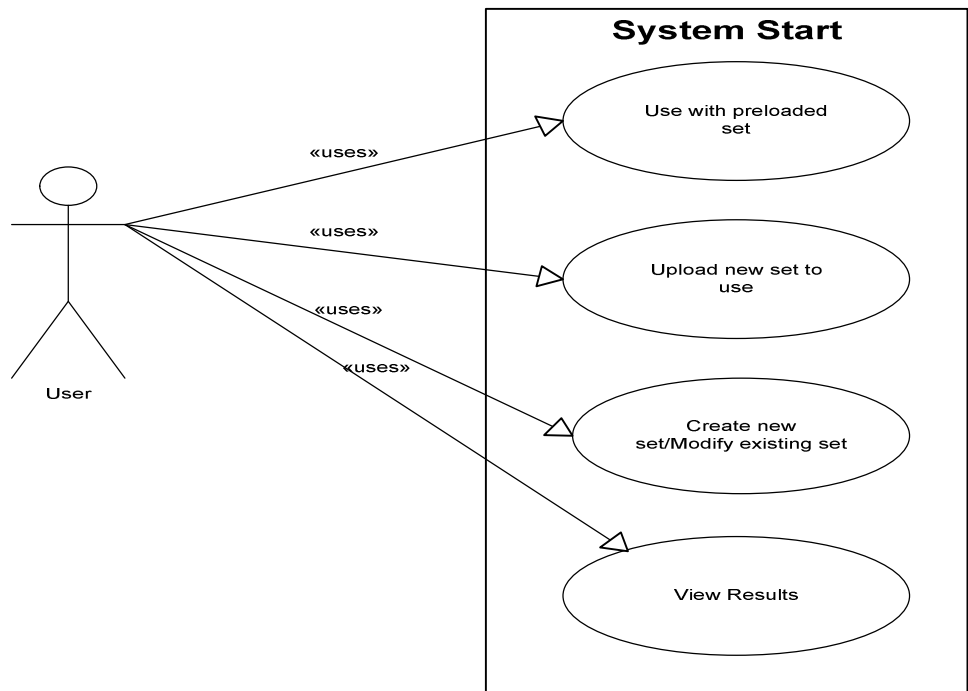 System Start
Use with preloaded
set
«uses»
Upload new set to
use
«uses»
«uses»
«uses»
User
Create new
set/Modify existing set
View Results